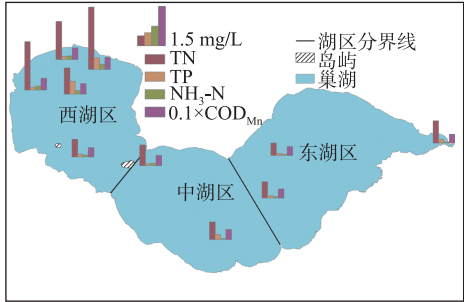 1.5 mg/L
TN
TP
NH₃-N
0.1×COD_Mn
湖区分界线
岛屿
巢湖
西湖区
中湖区
东湖区